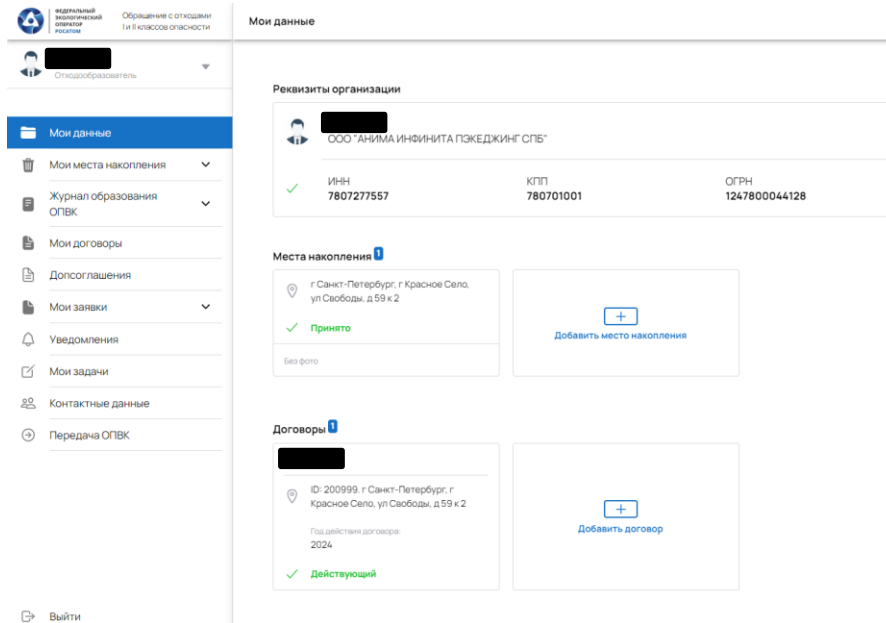 ФЕДЕРАЛЬНЫЙ
ЭКОЛОГИЧЕСКИЙ
ОПЕРАТОР
РОСАТОМ
Обращение с отходами
I и II классов опасности
Мои данные
Отходообразователь
Мои данные
Мои места накопления
Журнал образования
ОПВК
Мои договоры
Допсоглашения
Мои заявки
Уведомления
Мои задачи
Контактные данные
Передача ОПВК
Выйти
Реквизиты организации
ООО "АНИМА ИНФИНИТА ПЭКЕДЖИНГ СПБ"
ИНН
7807277557
КПП
780701001
ОГРН
1247800044128
Места накопления 1
г Санкт-Петербург, г Красное Село,
ул Свободы, д 59 к 2
Принято
Без фото
Добавить место накопления
Договоры 1
ID: 200999. г Санкт-Петербург, г
Красное Село, ул Свободы, д 59 к 2
Год действия договора:
2024
Действующий
Добавить договор